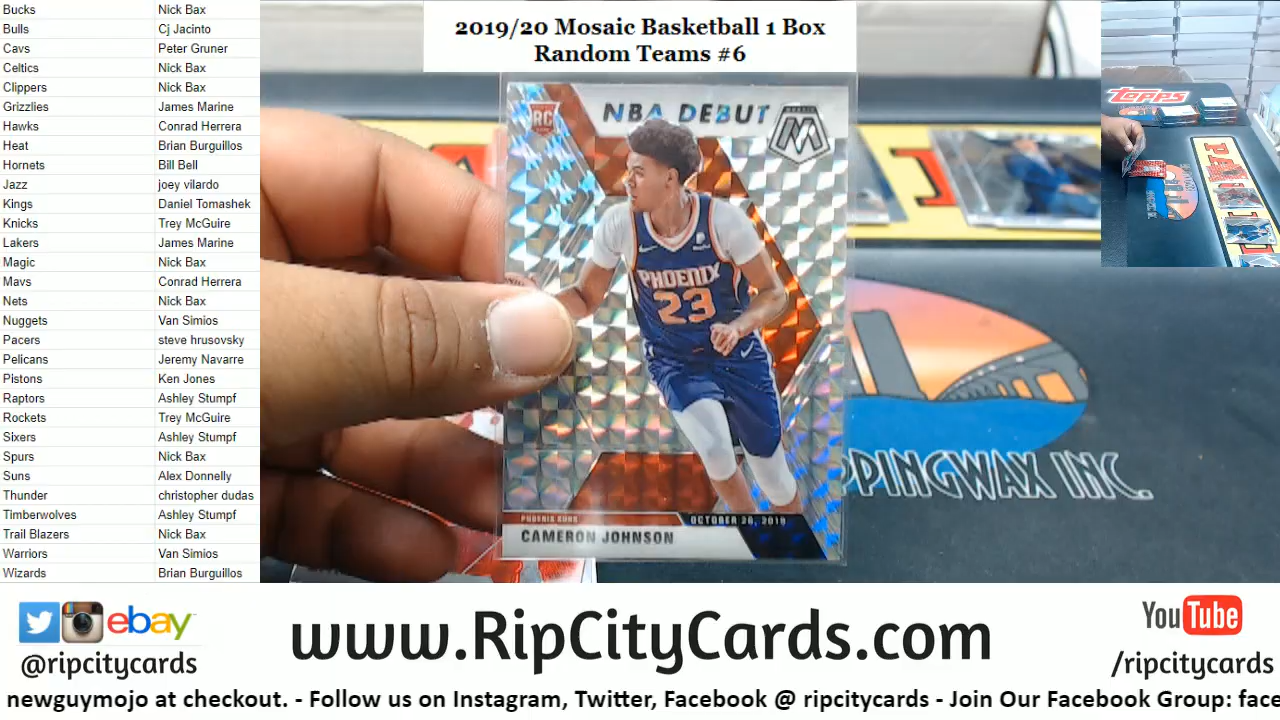 Bucks Nick Bax
Bulls Cj Jacinto
Cavs Peter Gruner
Celtics Nick Bax
Clippers Nick Bax
Grizzlies James Marine
Hawks Conrad Herrera
Heat Brian Burguillos
Hornets Bill Bell
Jazz joey vilardo
Kings Daniel Tomashek
Knicks Trey McGuire
Lakers James Marine
Magic Nick Bax
Mavs Conrad Herrera
Nets Nick Bax
Nuggets Van Simios
Pacers steve hrusovsky
Pelicans Jeremy Navarre
Pistons Ken Jones
Raptors Ashley Stumpf
Rockets Trey McGuire
Sixers Ashley Stumpf
Spurs Nick Bax
Suns Alex Donnelly
Thunder christopher dudas
Timberwolves Ashley Stumpf
Trail Blazers Nick Bax
Warriors Van Simios
Wizards Brian Burguillos
2019/20 Mosaic Basketball 1 Box
Random Teams #6
RC
NBA DEBUT
MOSAIC
PHOENIX
23
PHOENIX SUNS
OCTOBER 26, 2019
CAMERON JOHNSON
PPINGWAX INC.
TOPPS
ebay
@ripcitycards
www.RipCityCards.com
YouTube
/ripcitycards
newguymojo at checkout. - Follow us on Instagram, Twitter, Facebook @ ripcitycards - Join Our Facebook Group: face